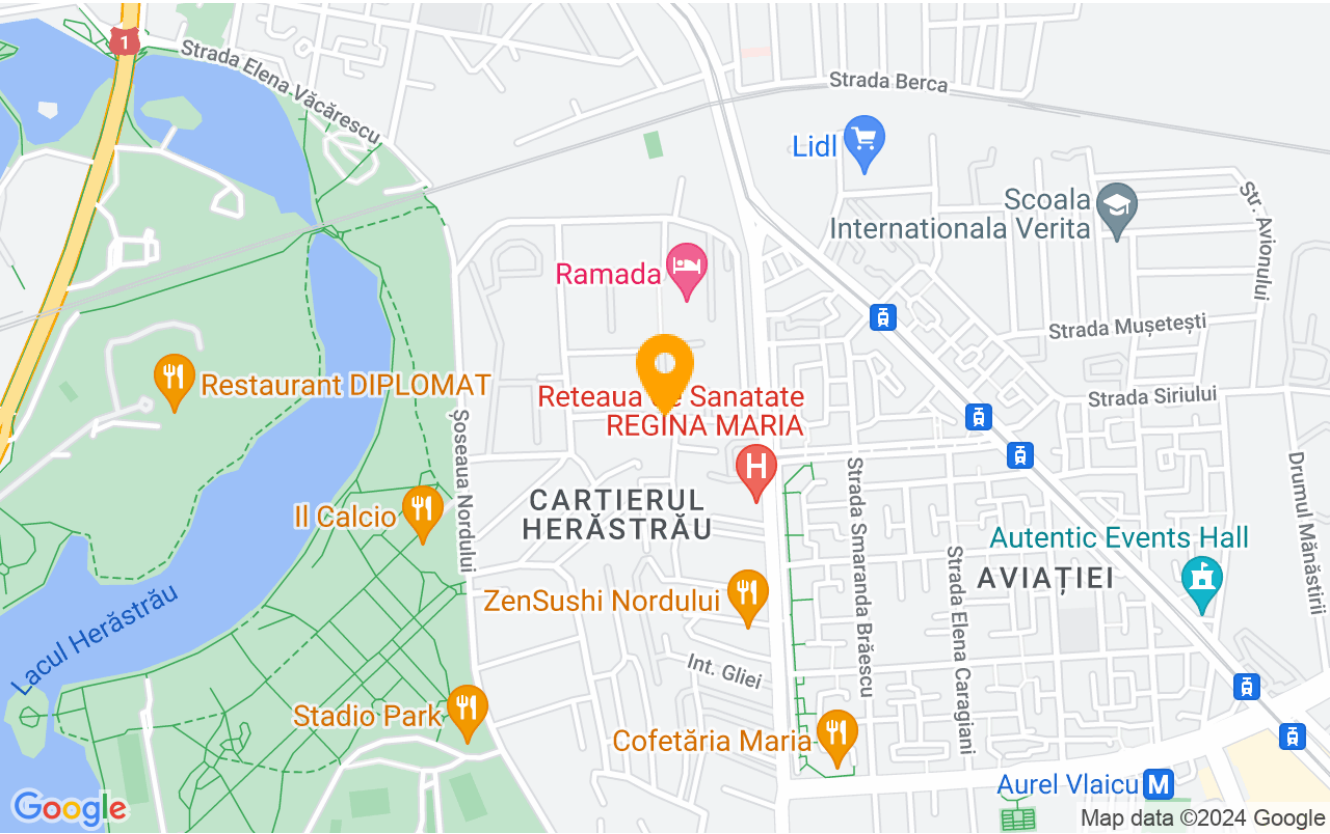 1
Strada Elena Văcărescu
Strada Berca
Lidl
Scoala
Internationala Verita
Str. Avionului
Ramada
Strada Mușetești
Restaurant DIPLOMAT
Reteaua de Sanatate
REGINA MARIA
Strada Siriului
Șoseaua Nordului
H
Drumul Mănăstirii
Il Calcio
CARTIERUL
HERĂSTRĂU
Strada Smaranda Brăescu
Autentic Events Hall
Strada Elena Caragiani
AVIAȚIEI
ZenSushi Nordului
Lacul Herăstrău
Int. Gliei
Stadio Park
Cofetăria Maria
Aurel Vlaicu M
Google
Map data ©2024 Google